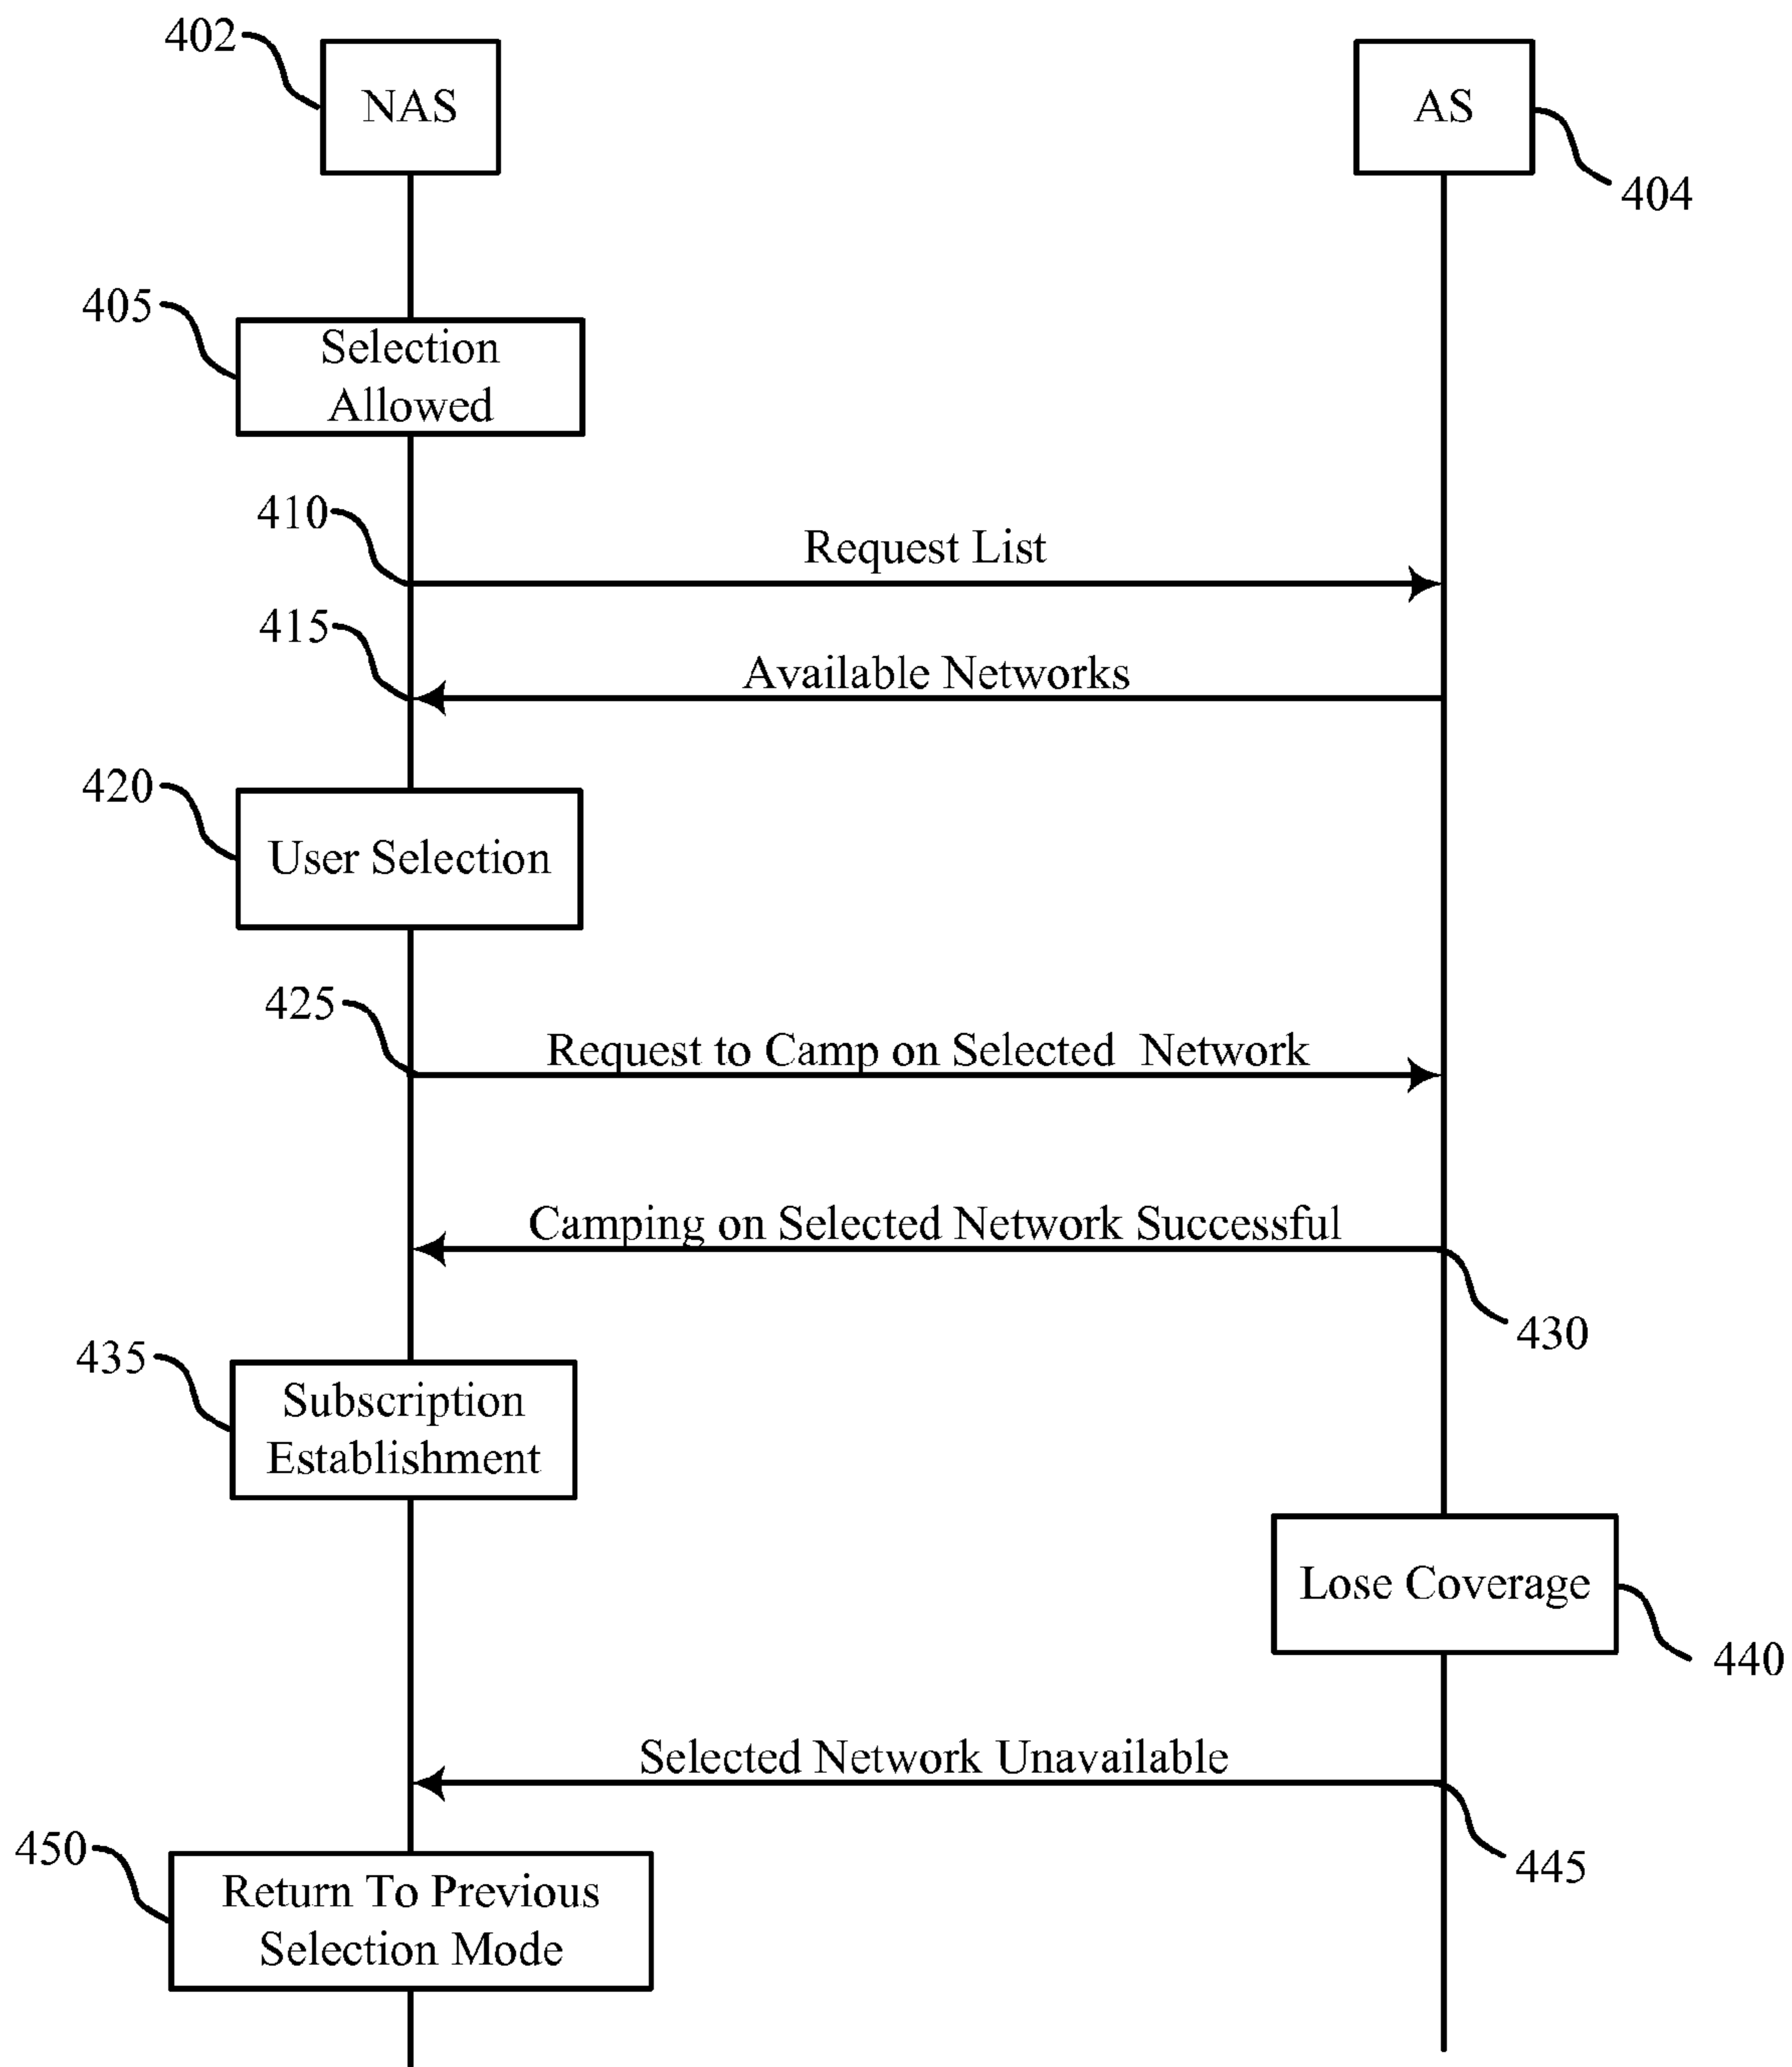 402
NAS
AS
404
405
Selection
Allowed
410
Request List
415
Available Networks
420
User Selection
425
Request to Camp on Selected Network
Camping on Selected Network Successful
430
435
Subscription
Establishment
Lose Coverage
440
Selected Network Unavailable
445
450
Return To Previous
Selection Mode